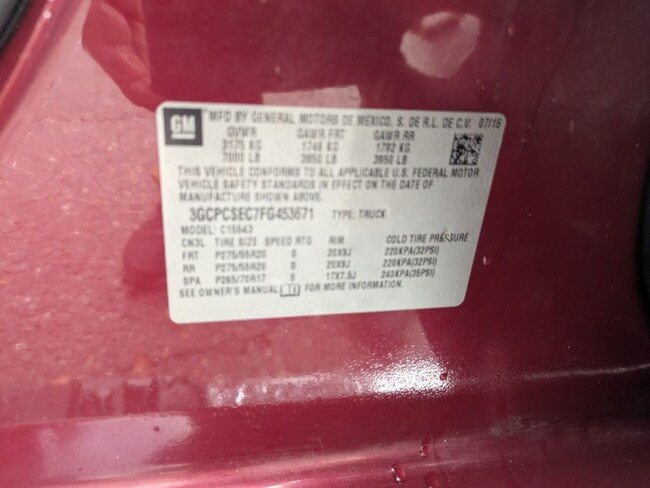 GM
MFD BY GENERAL MOTORS DE MEXICO, S. DE R.L. DE C.V. 07/15
GVWR GAWR FRT GAWR RR
3175 KG 1746 KG 1792 KG
7000 LB 3850 LB 3950 LB
THIS VEHICLE CONFORMS TO ALL APPLICABLE U.S. FEDERAL MOTOR
VEHICLE SAFETY STANDARDS IN EFFECT ON THE DATE OF
MANUFACTURE SHOWN ABOVE.
3GCPCSEC7FG453671 TYPE: TRUCK
MODEL: C15543
CN3L TIRE SIZE SPEED RTG RIM COLD TIRE PRESSURE
FRT P275/55R20 S 20X9J 220KPA(32PSI)
RR P275/55R20 S 20X9J 220KPA(32PSI)
SPA P265/70R17 S 17X7.5J 240KPA(35PSI)
SEE OWNER'S MANUAL FOR MORE INFORMATION.